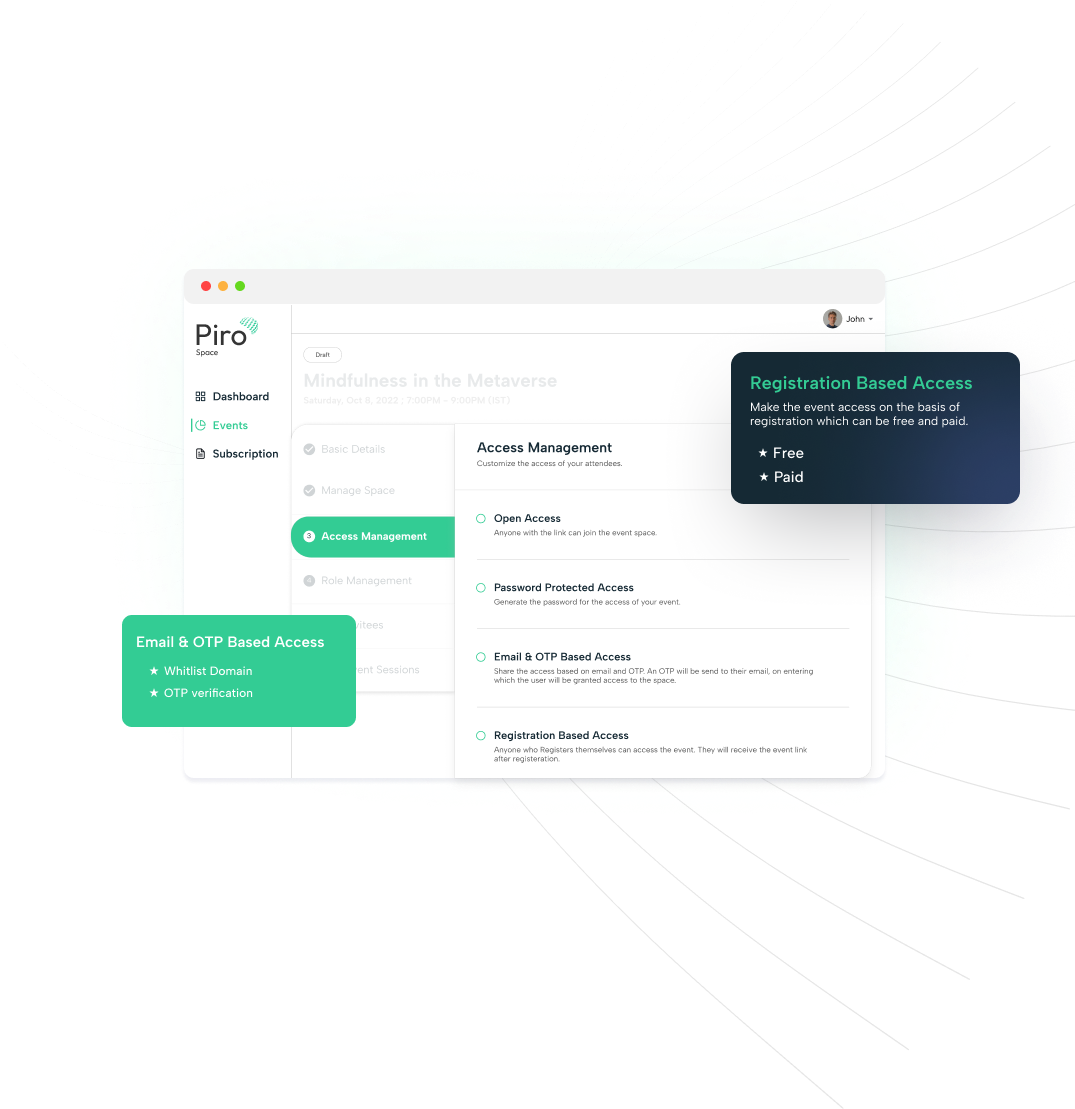 Piro
Space
John
Dashboard
Events
Subscription
Draft
Mindfulness in the Metaverse
Saturday, Oct 8, 2022 ; 7:00PM - 9:00PM (IST)
Basic Details
Manage Space
3 Access Management
4 Role Management
Access Management
Customize the access of your attendees.
Open Access
Anyone with the link can join the event space.
Password Protected Access
Generate the password for the access of your event.
Email & OTP Based Access
Share the access based on email and OTP. An OTP will be send to their email, on entering
which the user will be granted access to the space.
Registration Based Access
Anyone who Registers themselves can access the event. They will receive the event link
after registeration.
Registration Based Access
Make the event access on the basis of
registration which can be free and paid.
★ Free
★ Paid
Email & OTP Based Access
★ Whitlist Domain
★ OTP verification
Sessions